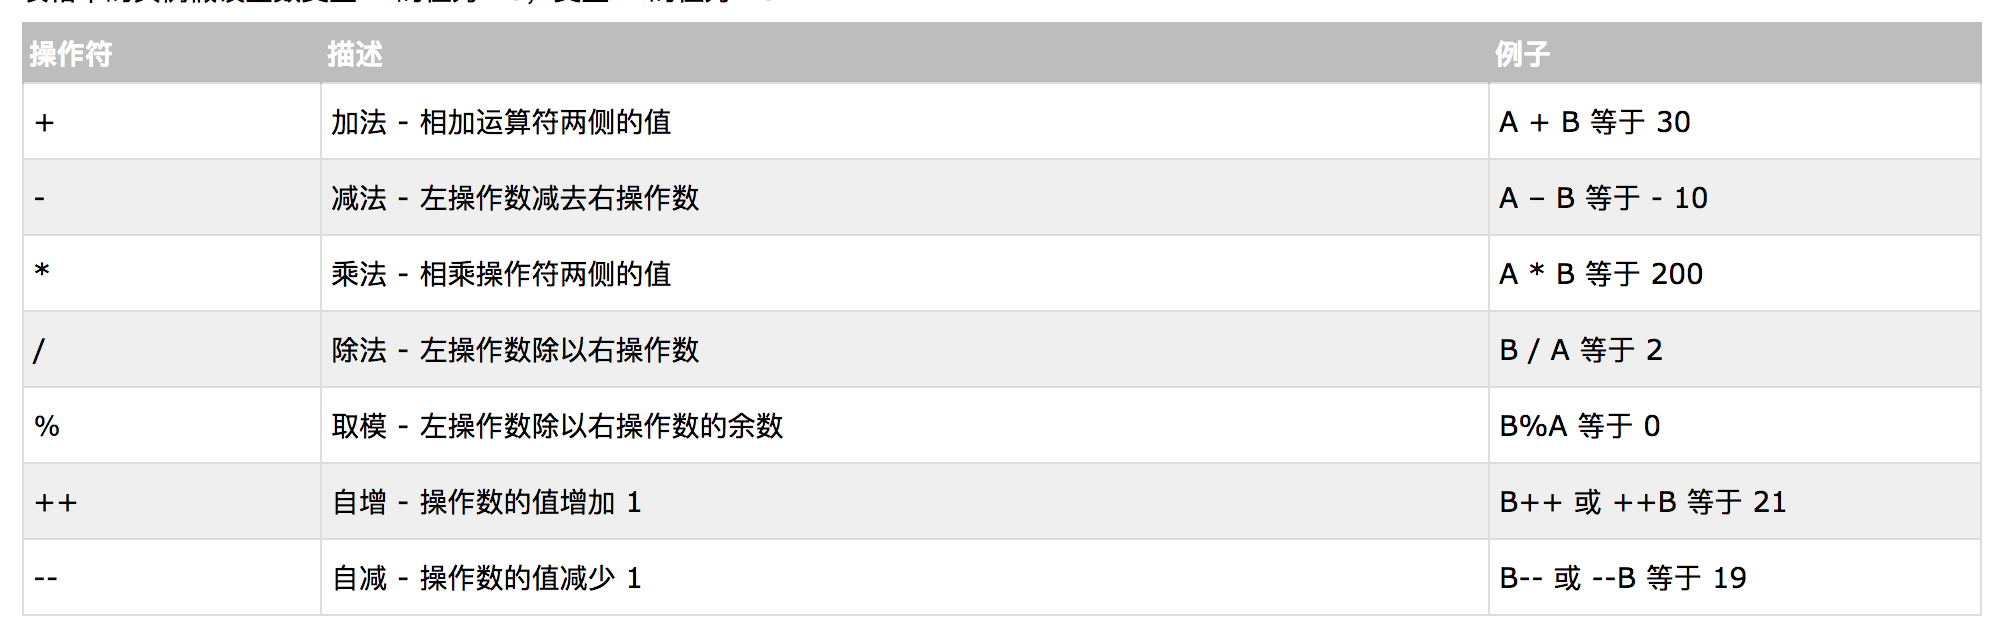 操作符 描述 例子
+ 加法 - 相加运算符两侧的值 A + B 等于 30
- 减法 - 左操作数减去右操作数 A – B 等于 - 10
* 乘法 - 相乘操作符两侧的值 A * B 等于 200
/ 除法 - 左操作数除以右操作数 B / A 等于 2
% 取模 - 左操作数除以右操作数的余数 B%A 等于 0
++ 自增 - 操作数的值增加 1 B++ 或 ++B 等于 21
-- 自减 - 操作数的值减少 1 B-- 或 --B 等于 19